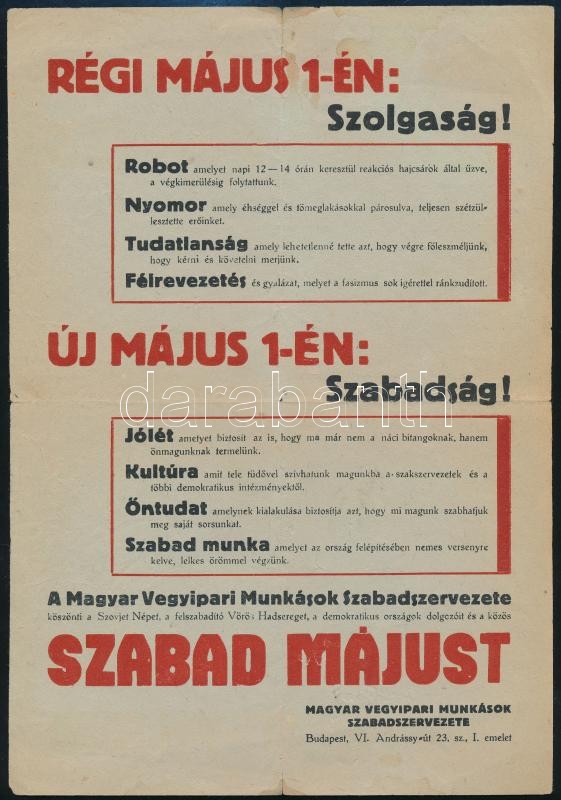 RÉGI MÁJUS 1-ÉN:
Szolgaság!
Robot amelyet napi 12—14 órán keresztül reakciós hajcsárok által űzve,
a végkimerülésig folytattunk.
Nyomor amely éhséggel és tömeglakásokkal párosulva, teljesen szétzül-
lesztette erőinket.
Tudatlanság amely lehetetlenné tette azt, hogy végre föleszméljünk,
hogy kérni és követelni merjünk.
Félrevezetés és gyalázat, melyet a fasizmus sok igérettel ránkzudított.
ÚJ MÁJUS 1-ÉN:
Szabadság!
darabanth
Jólét amelyet biztosít az is, hogy ma már nem a náci bitangoknak, hanem
önmagunknak termelünk.
Kultúra amit tele tüdővel szívhatunk magunkba a szakszervezetek és a
többi demokratikus intézményektől.
Öntudat amelynek kialakulása biztosítja azt, hogy mi magunk szabhatjuk
meg saját sorsunkat.
Szabad munka amelyet az ország felépítésében nemes versenyre
kelve, lelkes örömmel végzünk.
A Magyar Vegyipari Munkások Szabadszervezete
köszönti a Szovjet Népet, a felszabadító Vörös Hadsereget, a demokratikus országok dolgozóit és a közös
SZABAD MÁJUST
MAGYAR VEGYIPARI MUNKÁSOK
SZABADSZERVEZETE
Budapest, VI. Andrássy-út 23. sz., I. emelet